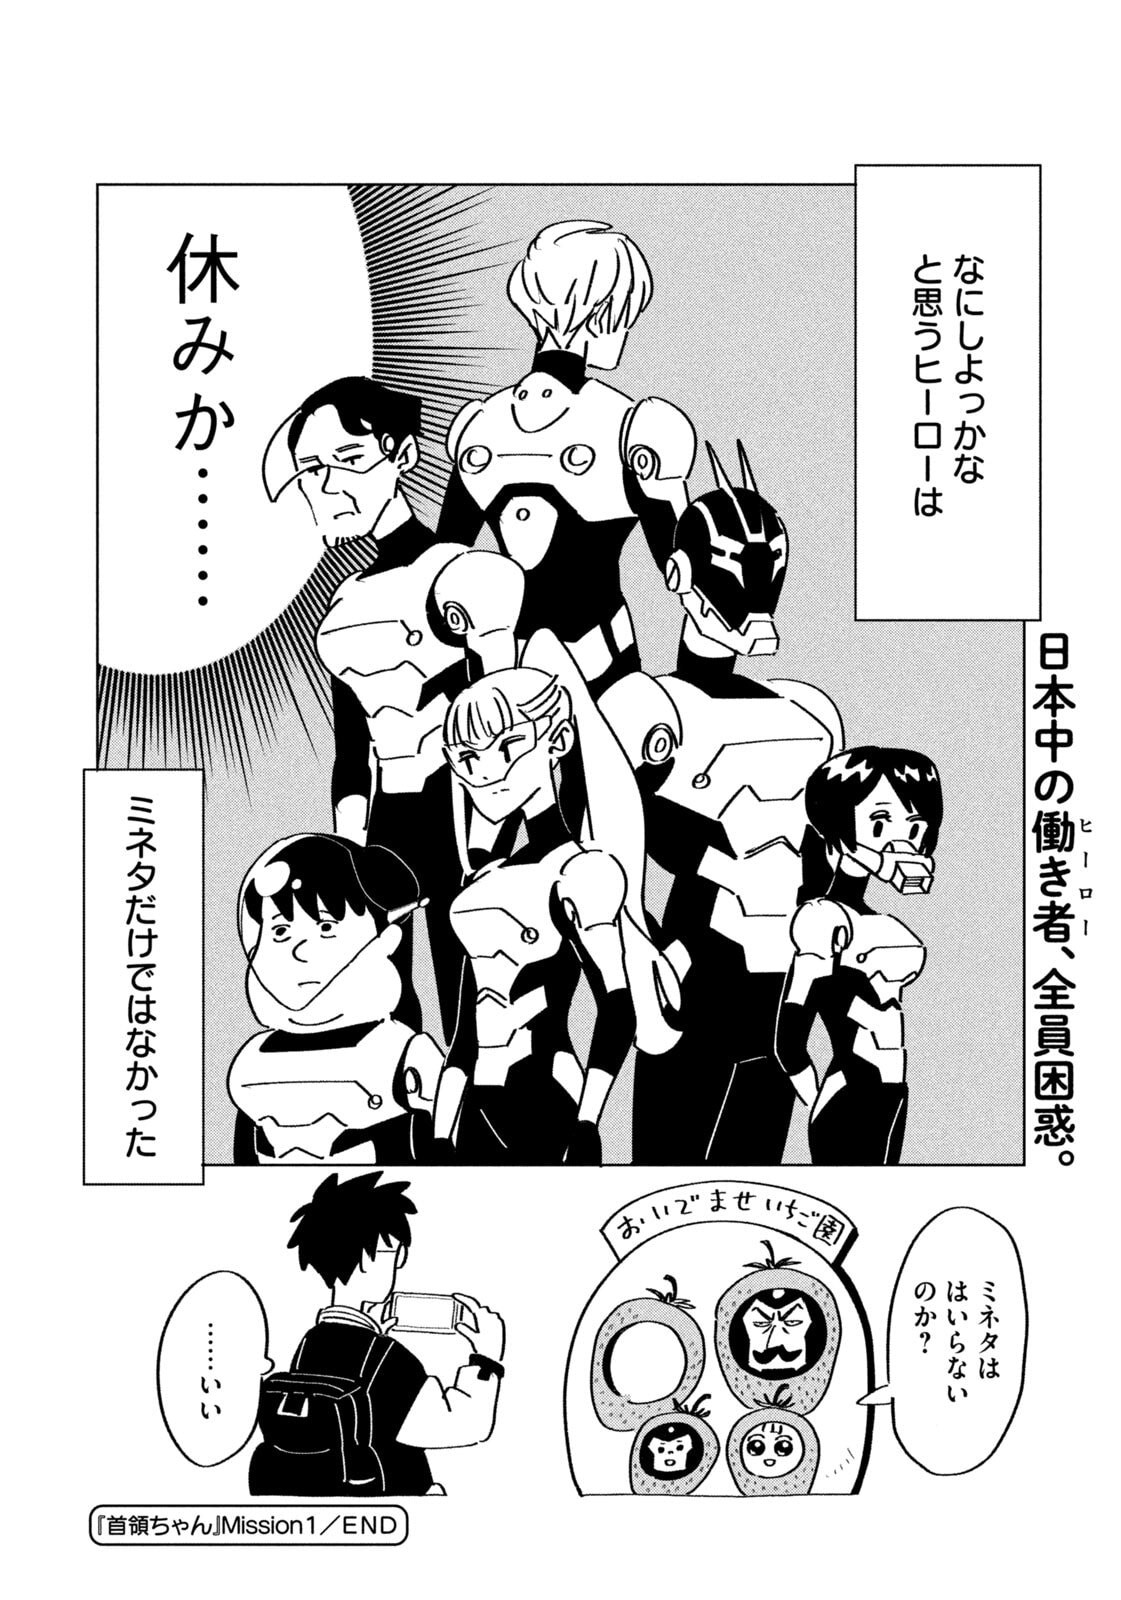 なにしよっかな
と思うヒーローは
休みか……
ミネタだけではなかった
ヒーロー
日本中の働き者、全員困惑。
おいでませいちご園
ミネタは
はいらない
のか？
……いい
『首領ちゃん』Mission1／END